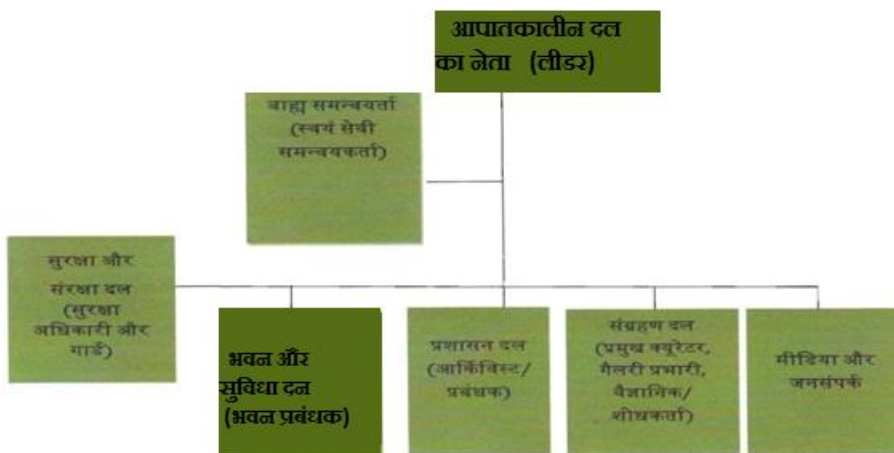 आपातकालीन दल
का नेता (लीडर)
बाह्य समन्वयर्ता
(स्वयं सेवी
समन्वयकर्ता)
सुरक्षा और
संरक्षा दल
(सुरक्षा
अधिकारी और
गार्ड)
भवन और
सुविधा दन
(भवन प्रबंधक)
प्रशासन दल
(आर्किविस्ट/
प्रबंधक)
संग्रहण दल
(प्रमुख क्यूरेटर,
गैलरी प्रभारी,
वैज्ञानिक/
शोधकर्ता)
मीडिया और
जनसंपर्क